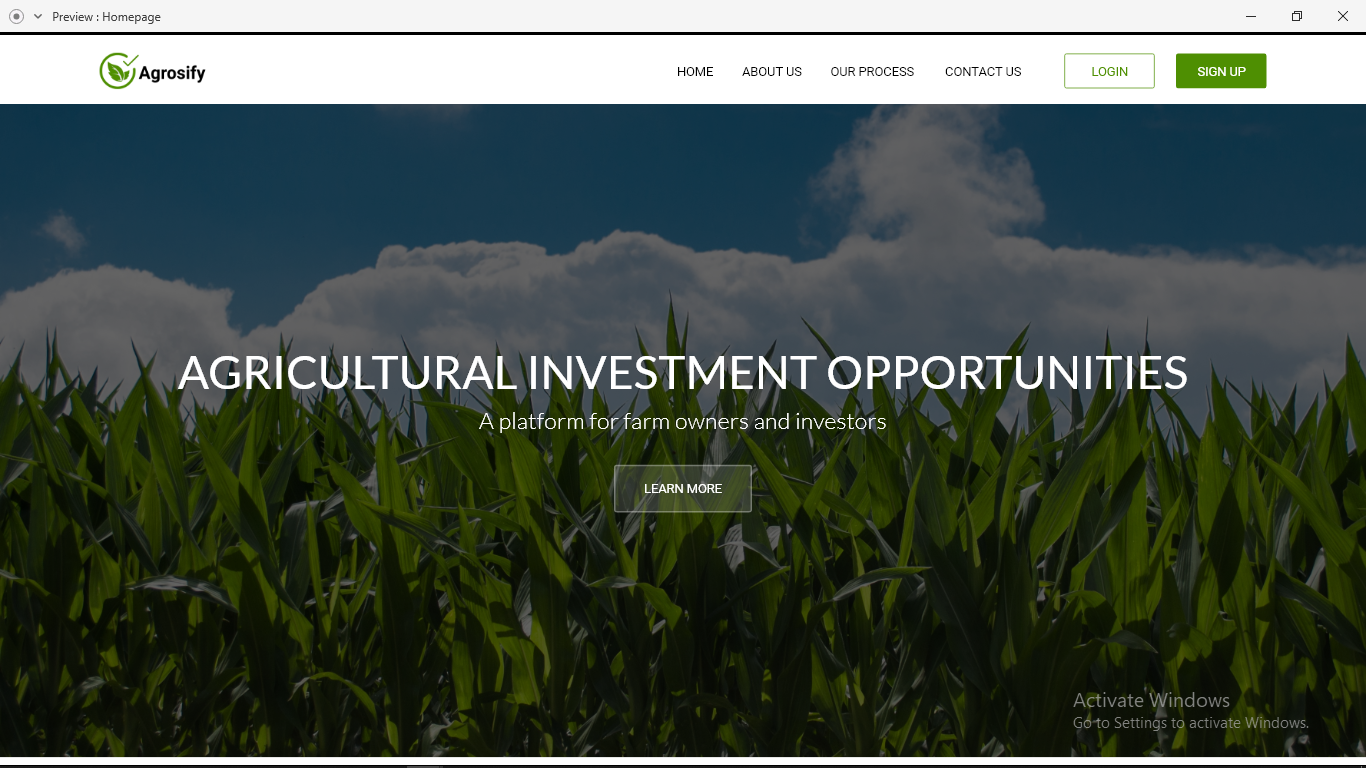 Preview : Homepage
Agrosify
HOME
ABOUT US
OUR PROCESS
CONTACT US
LOGIN
SIGN UP
AGRICULTURAL INVESTMENT OPPORTUNITIES
A platform for farm owners and investors
LEARN MORE
Activate Windows
Go to Settings to activate Windows.